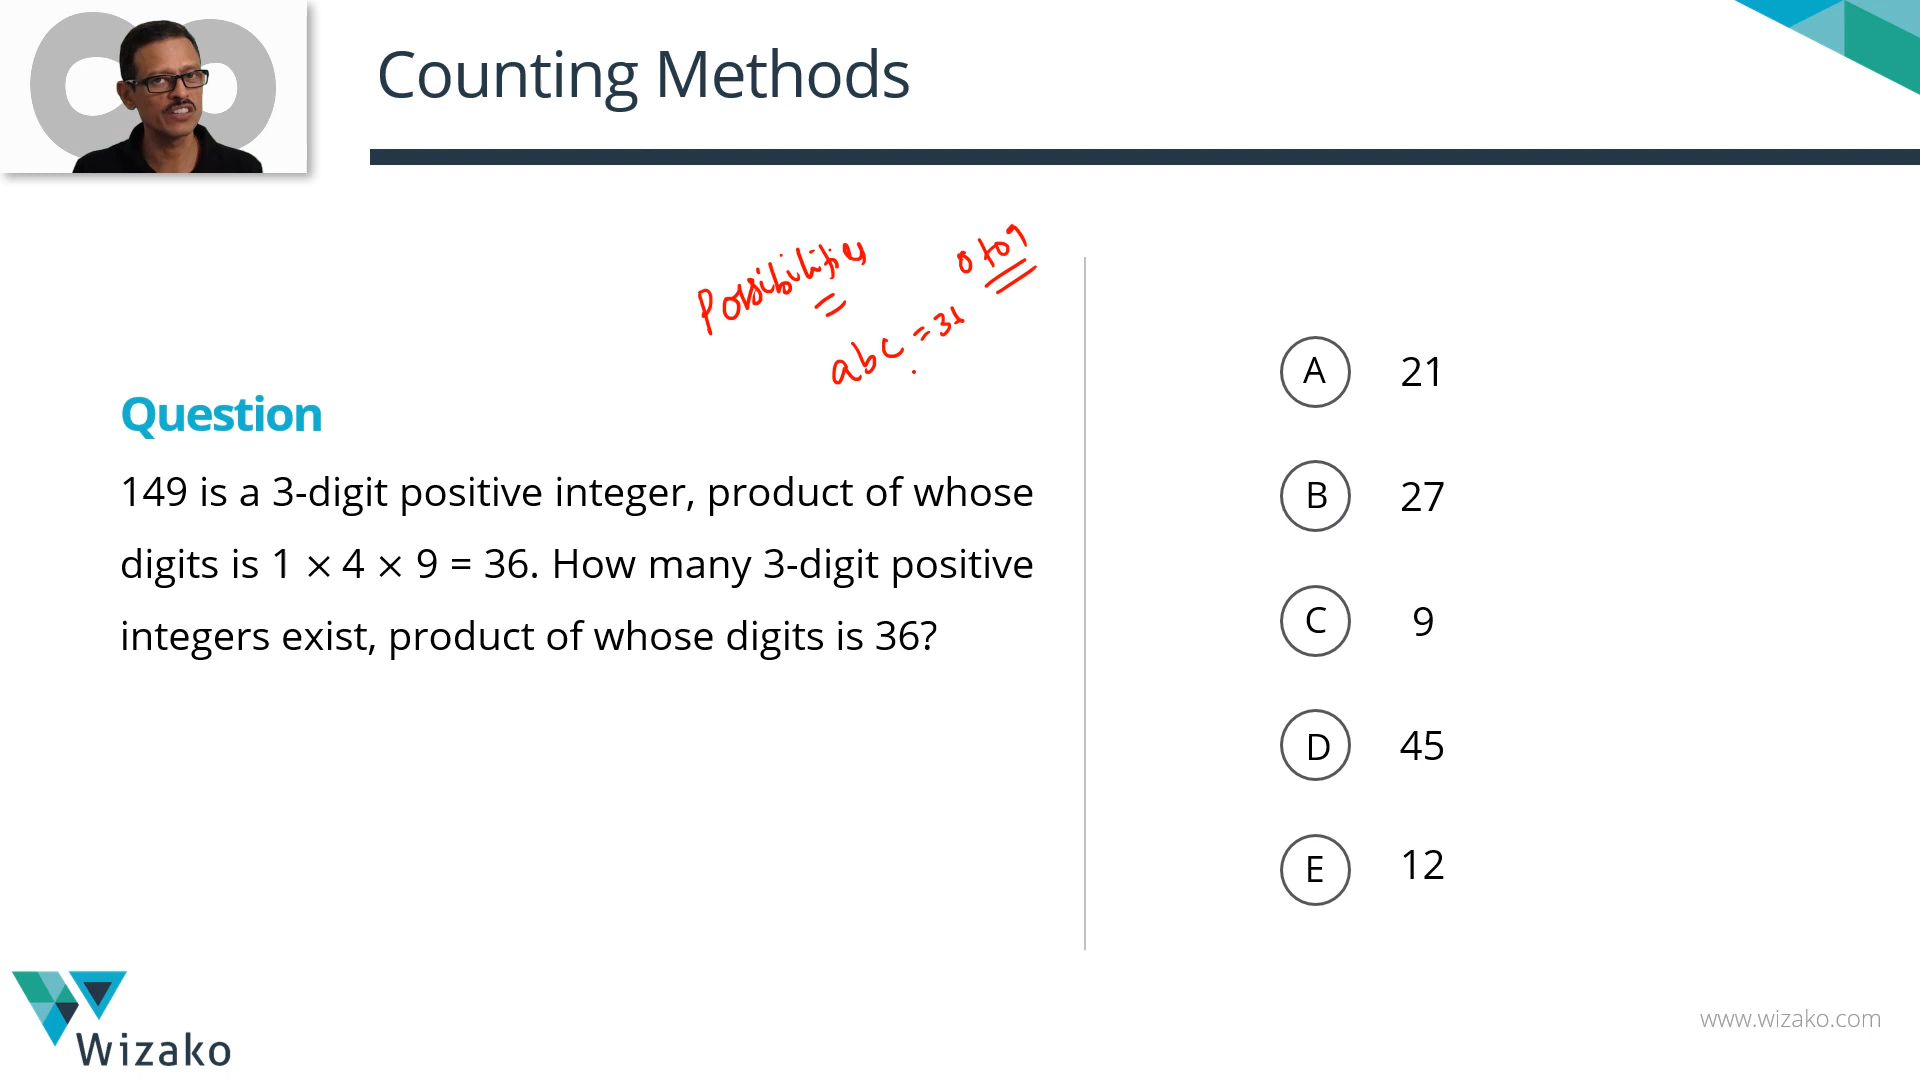 Counting Methods
Possibilities
0 to 9
abc = 36
Question
149 is a 3-digit positive integer, product of whose
digits is 1 × 4 × 9 = 36. How many 3-digit positive
integers exist, product of whose digits is 36?
A 21
B 27
C 9
D 45
E 12
Wizako
www.wizako.com